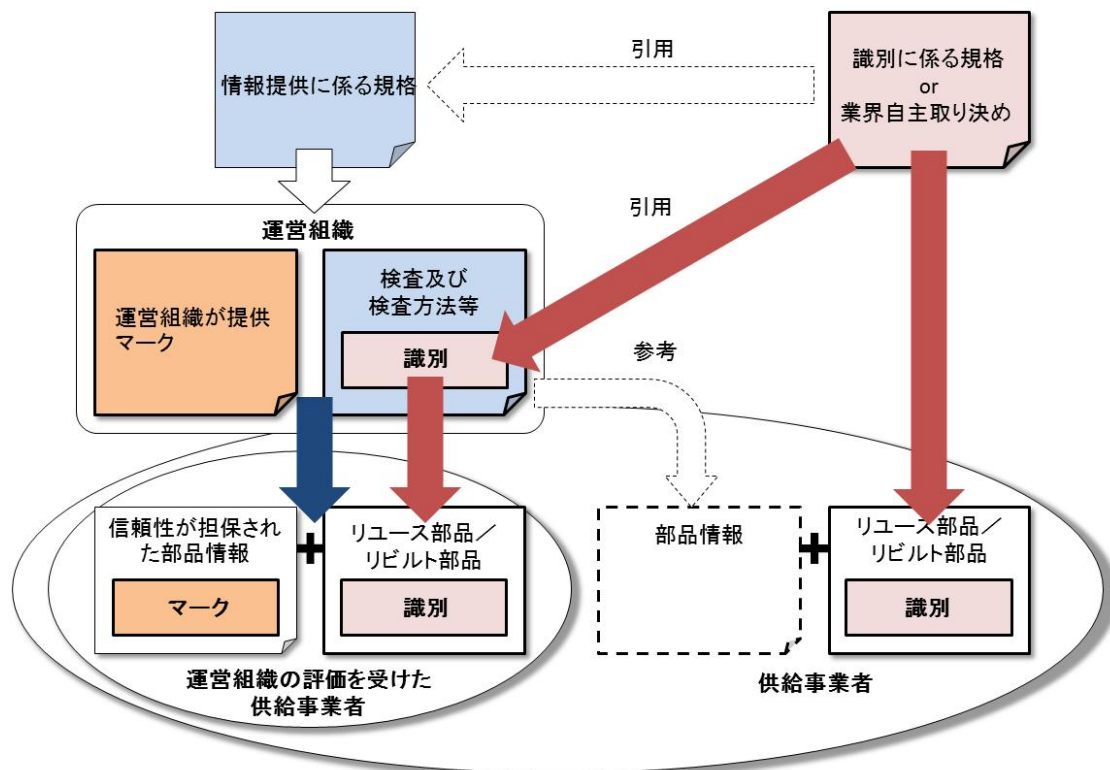 引用
情報提供に係る規格
識別に係る規格
or
業界自主取り決め
引用
運営組織
運営組織が提供
マーク
検査及び
検査方法等
識別
参考
信頼性が担保され
た部品情報
マーク
リユース部品／
リビルト部品
識別
運営組織の評価を受けた
供給事業者
部品情報
リユース部品／
リビルト部品
識別
供給事業者